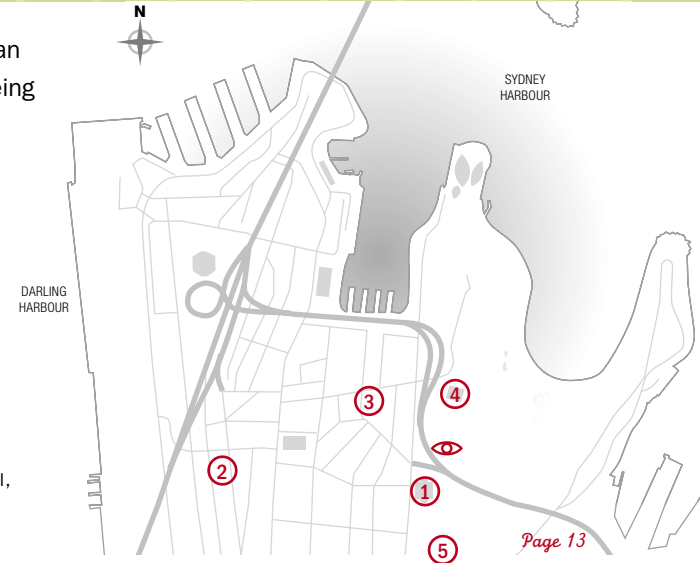 N
an
eing
SYDNEY
HARBOUR
DARLING
HARBOUR
3
4
2
l,
1
5
Page 13